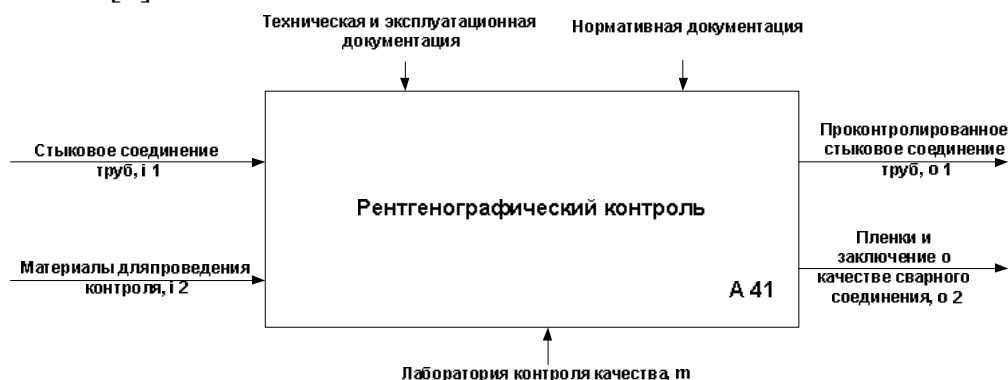 Техническая и эксплуатационная
документация
Нормативная документация
Стыковое соединение
труб, i 1
Материалы дляпроведения
контроля, i 2
Рентгенографический контроль
А 41
Проконтролированное
стыковое соединение
труб, о 1
Пленки и
заключение о
качестве сварного
соединения, о 2
Лаборатория контроля качества, m